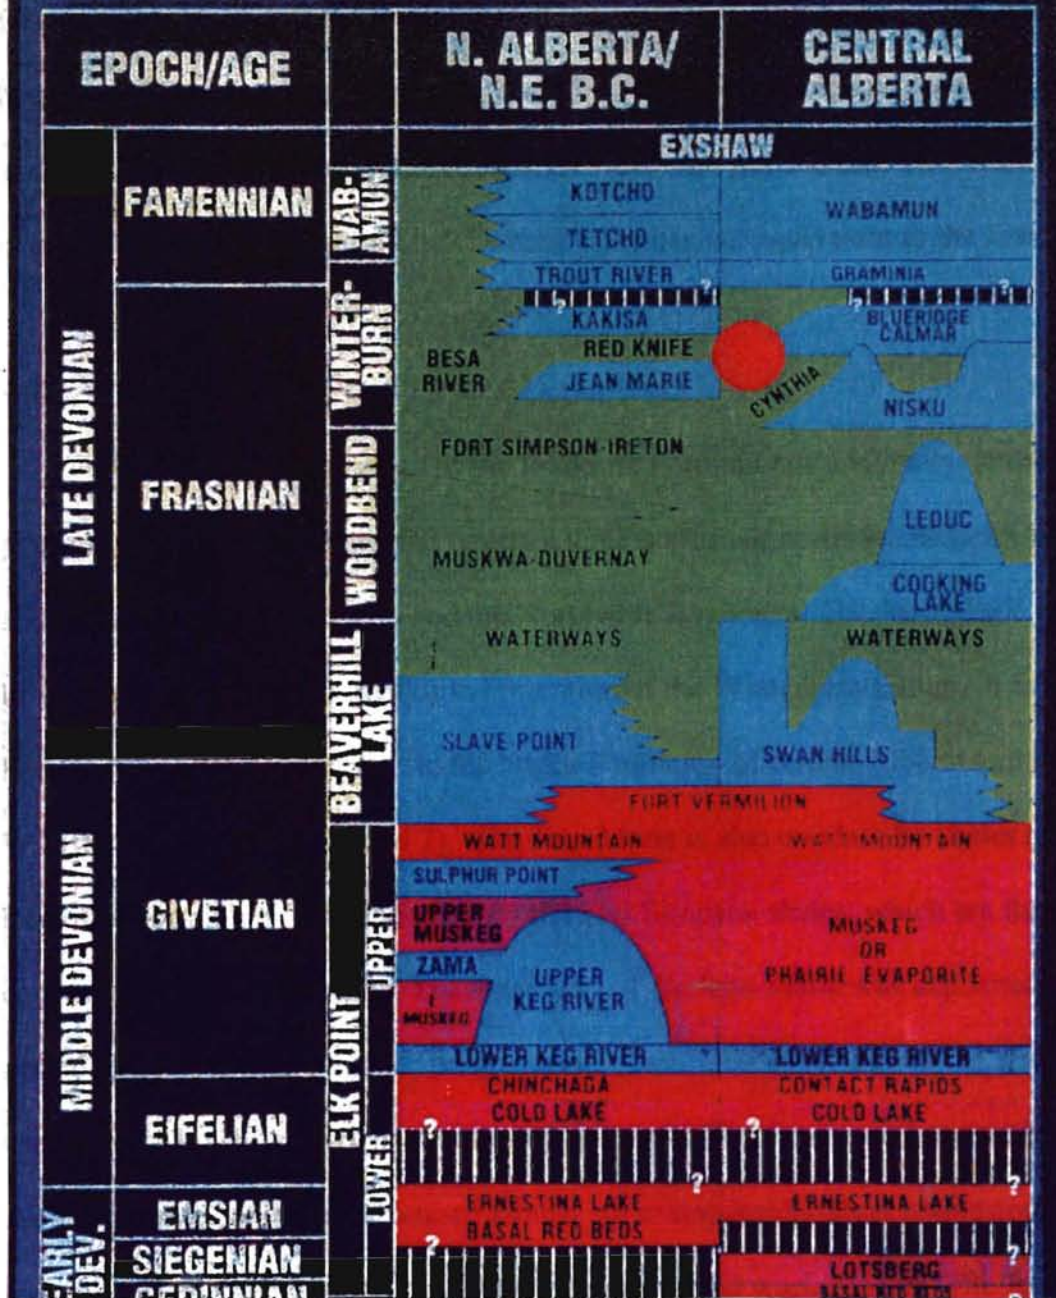 EPOCH/AGE
N. ALBERTA/
N.E. B.C.
CENTRAL
ALBERTA
EXSHAW
LATE DEVONIAN
FAMENNIAN
WAB-
AMUN
KOTCHO
TETCHO
TROUT RIVER
WABAMUN
GRAMINIA
? ? ? ?
FRASNIAN
WINTER-
BURN
BESA
RIVER
KAKISA
RED KNIFE
JEAN MARIE
BLUERIDGE
CALMAR
CYNTHIA
NISKU
WOODBEND
FORT SIMPSON-IRETON
MUSKWA-DUVERNAY
LEDUC
COOKING
LAKE
BEAVERHILL
LAKE
WATERWAYS
WATERWAYS
SLAVE POINT
SWAN HILLS
FORT VERMILION
MIDDLE DEVONIAN
GIVETIAN
ELK POINT
UPPER
WATT MOUNTAIN
WATT MOUNTAIN
SULPHUR POINT
UPPER
MUSKEG
ZAMA
MUSKEG
UPPER
KEG RIVER
MUSKEG
OR
PRAIRIE EVAPORITE
LOWER KEG RIVER
LOWER KEG RIVER
EIFELIAN
LOWER
CHINCHAGA
COLD LAKE
CONTACT RAPIDS
COLD LAKE
? ? ? ?
EARLY
DEV.
EMSIAN
ERNESTINA LAKE
BASAL RED BEDS
ERNESTINA LAKE
SIEGENIAN
? ?
LOTSBERG
BASAL RED BEDS
GEDINNIAN